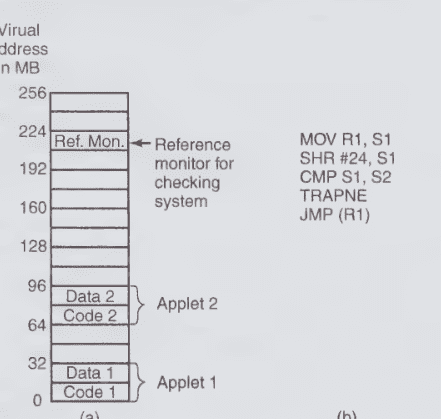 Virual
ddress
n MB
256
224
192
160
128
96
64
32
0
Ref. Mon.
Data 2
Code 2
Data 1
Code 1
Reference
monitor for
checking
system
Applet 2
Applet 1
(a)
MOV R1, S1
SHR #24, S1
CMP S1, S2
TRAPNE
JMP (R1)
(b)